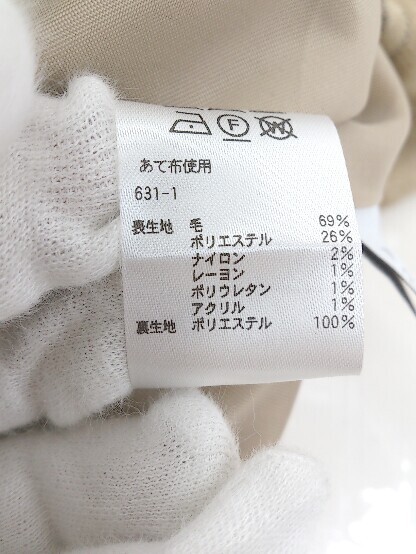 F W
あて布使用
631-1
表生地 毛 69%
ポリエステル 26%
ナイロン 2%
レーヨン 1%
ポリウレタン 1%
アクリル 1%
裏生地 ポリエステル 100%